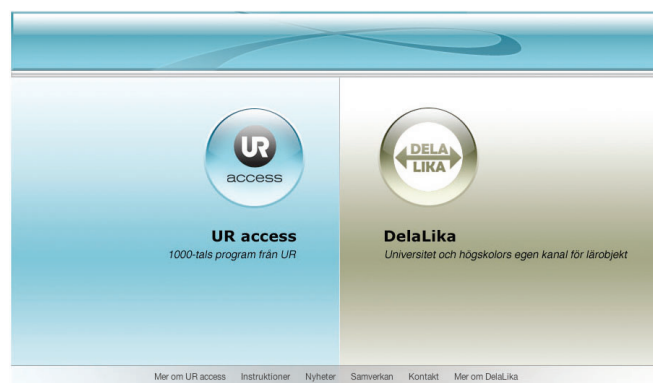 UR
access
UR access
1000-tals program från UR
DELA
LIKA
DelaLika
Universitet och högskolors egen kanal för lärobjekt
Mer om UR access Instruktioner Nyheter Samverkan Kontakt Mer om DelaLika